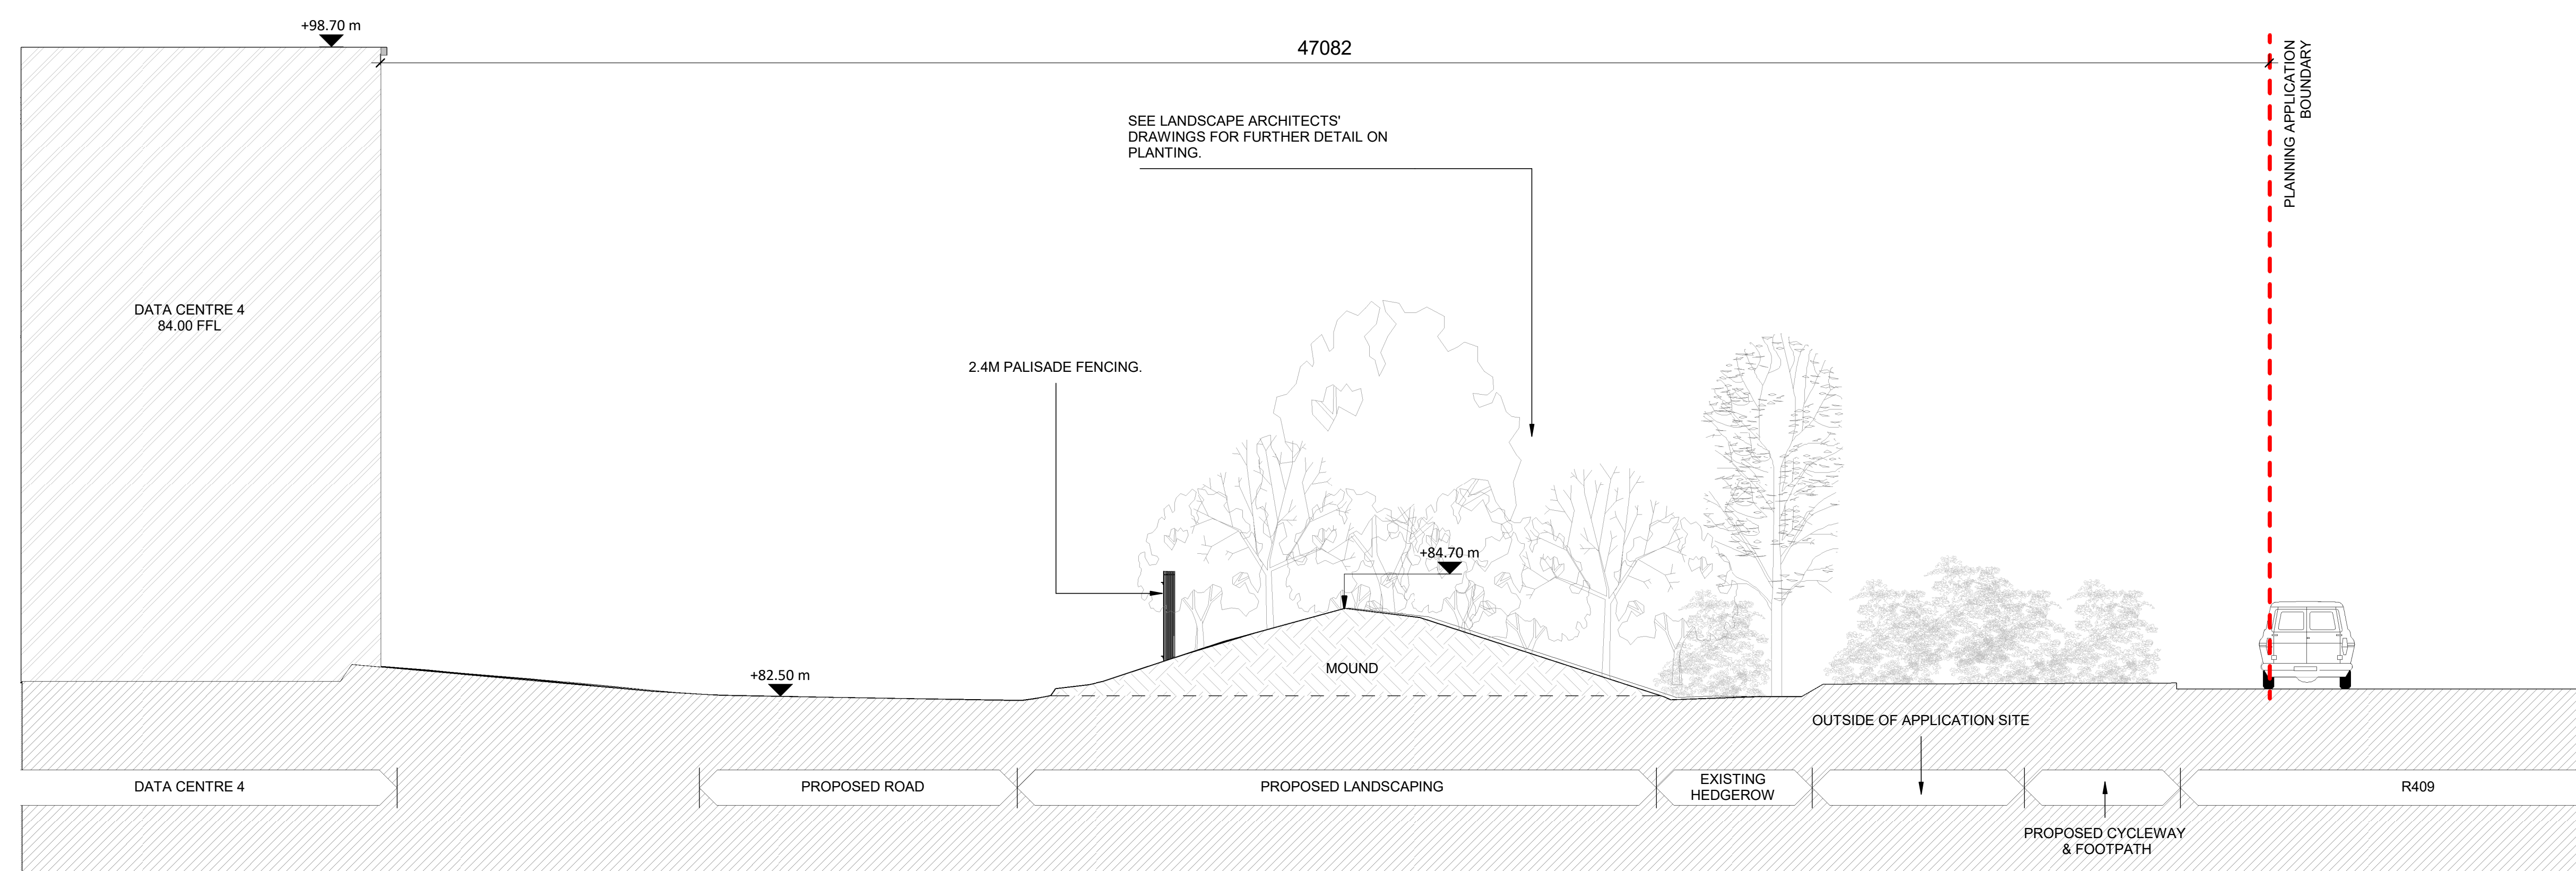 +98.70 m
47082
PLANNING APPLICATION
BOUNDARY
SEE LANDSCAPE ARCHITECTS'
DRAWINGS FOR FURTHER DETAIL ON
PLANTING.
DATA CENTRE 4
84.00 FFL
2.4M PALISADE FENCING.
+84.70 m
MOUND
+82.50 m
OUTSIDE OF APPLICATION SITE
DATA CENTRE 4
PROPOSED ROAD
PROPOSED LANDSCAPING
EXISTING
HEDGEROW
R409
PROPOSED CYCLEWAY
& FOOTPATH